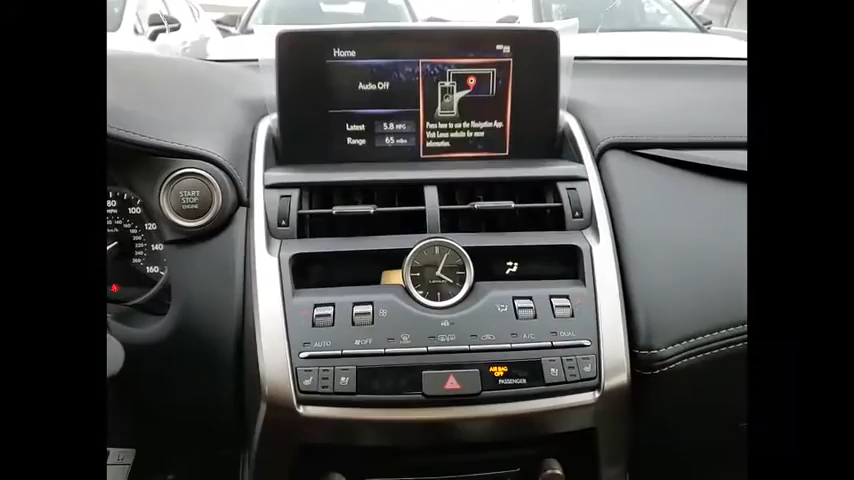 Home
Audio Off
Latest 5.8 MPG
Range 65 miles
Press here to use the Navigation App.
Visit Lexus website for more
information.
START
STOP
ENGINE
80 100
MPH
120
140
160
LEXUS
AUTO
OFF
A/C
DUAL
AIR BAG
OFF
PASSENGER